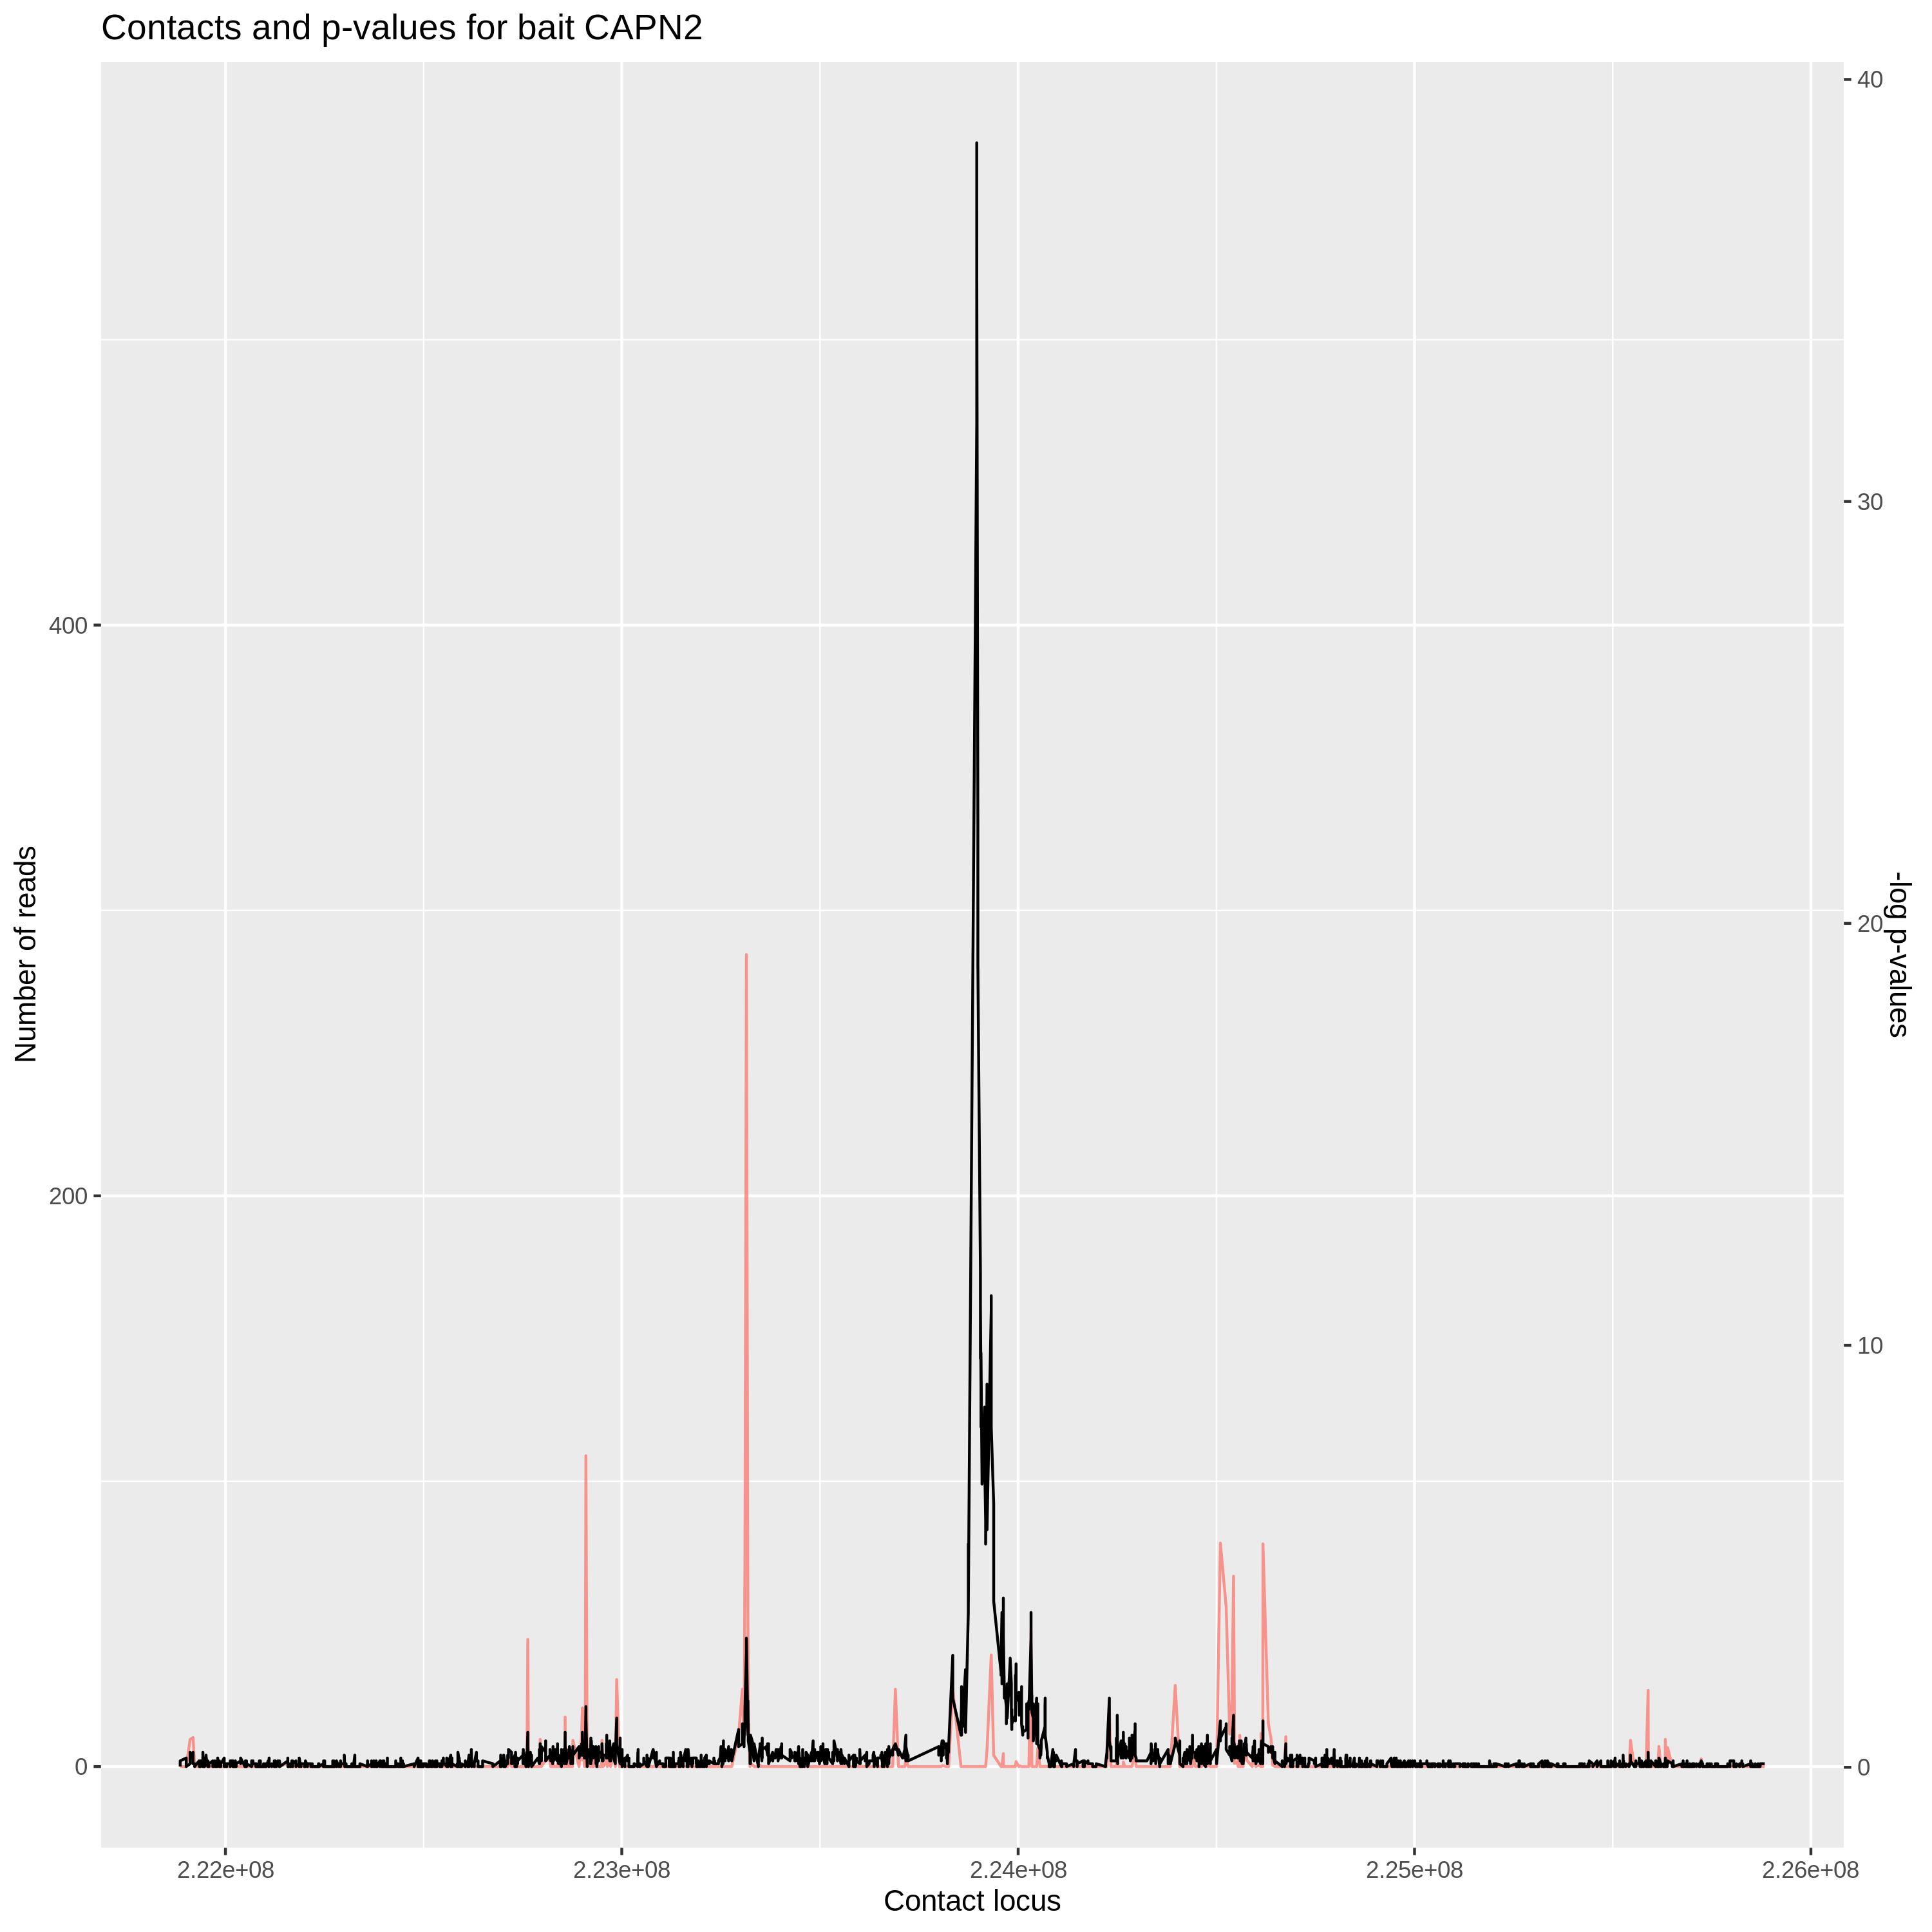 Contacts and p-values for bait CAPN2
Number of reads
400
200
0
40
30
20
10
0
-log p-values
2.22e+08
2.23e+08
2.24e+08
2.25e+08
2.26e+08
Contact locus